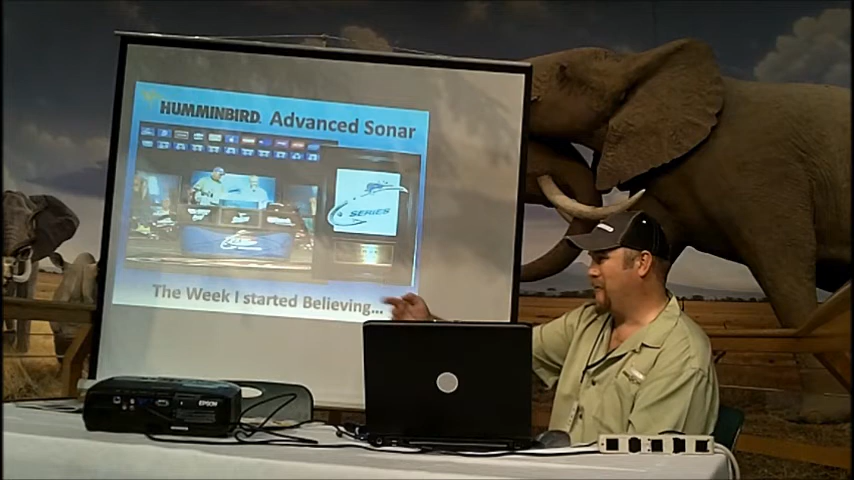 HUMMINBIRD® Advanced Sonar
SERIES
The Week I started Believing...
EPSON